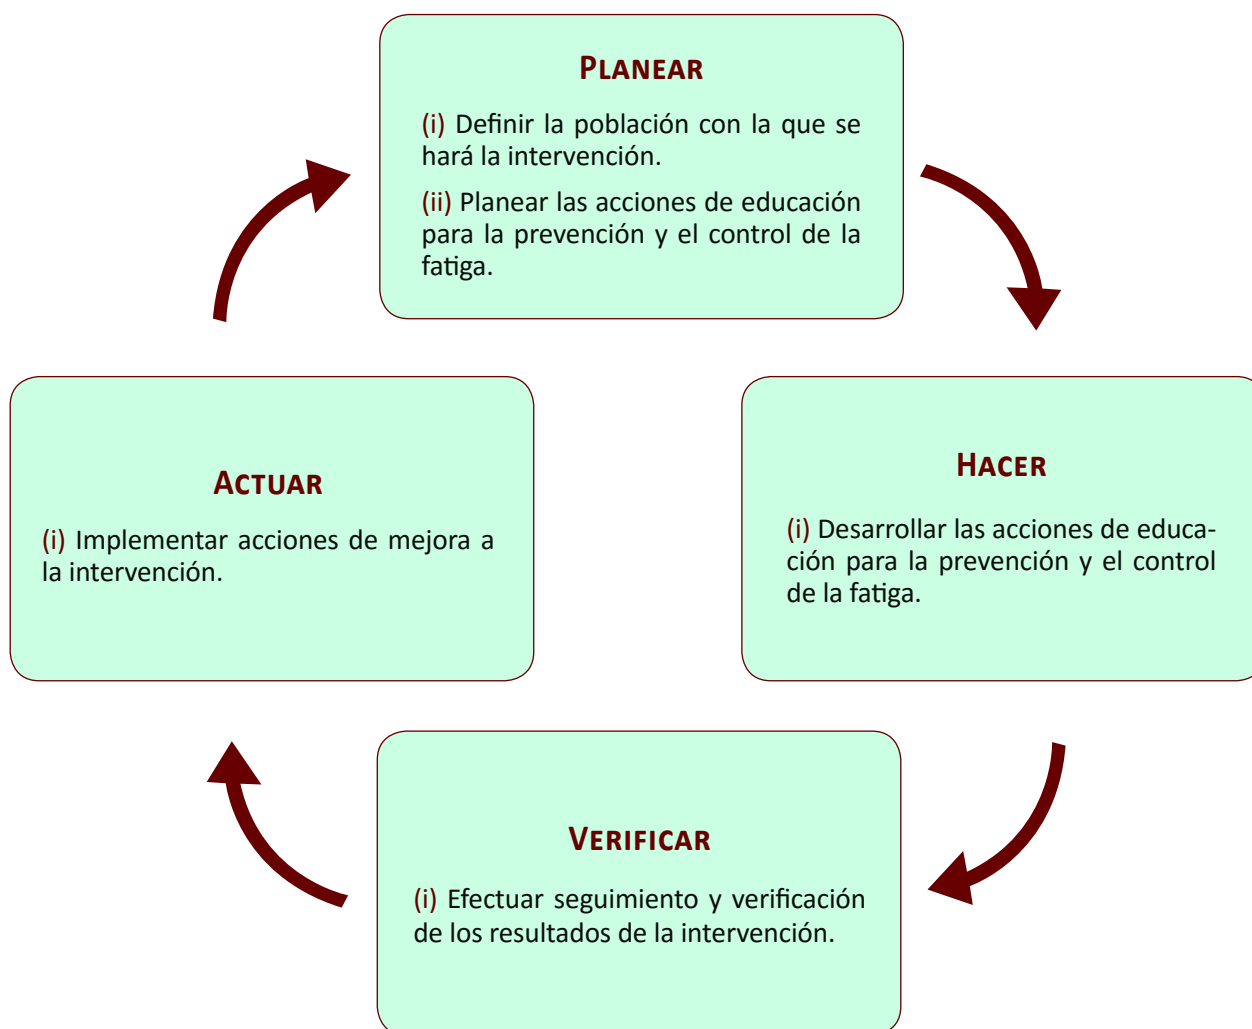 PLANEAR
(i) Definir la población con la que se
hará la intervención.
(ii) Planear las acciones de educación
para la prevención y el control de la
fatiga.
ACTUAR
(i) Implementar acciones de mejora a
la intervención.
HACER
(i) Desarrollar las acciones de educa-
ción para la prevención y el control
de la fatiga.
VERIFICAR
(i) Efectuar seguimiento y verificación
de los resultados de la intervención.